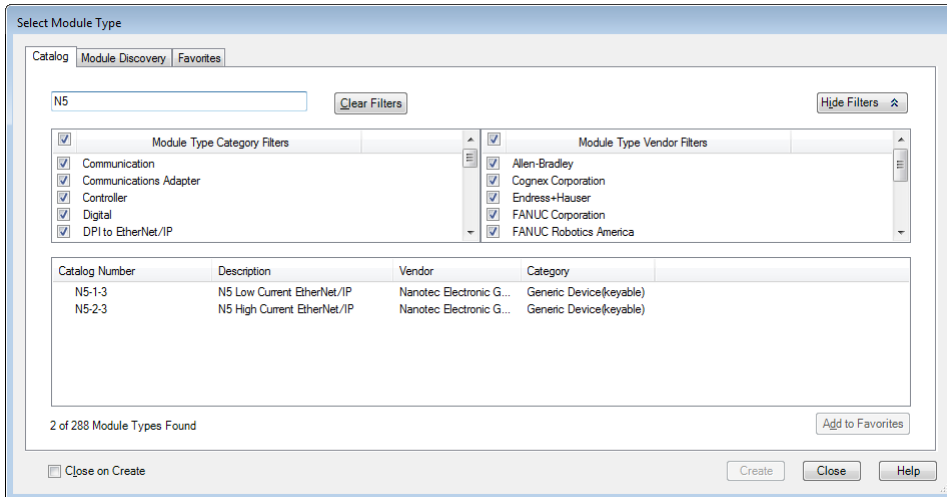 Select Module Type
Catalog Module Discovery Favorites
N5 Clear Filters Hide Filters
Module Type Category Filters Module Type Vendor Filters
Communication Allen-Bradley
Communications Adapter Cognex Corporation
Controller Endress+Hauser
Digital FANUC Corporation
DPI to EtherNet/IP FANUC Robotics America
Catalog Number Description Vendor Category
N5-1-3 N5 Low Current EtherNet/IP Nanotec Electronic G... Generic Device(keyable)
N5-2-3 N5 High Current EtherNet/IP Nanotec Electronic G... Generic Device(keyable)
2 of 288 Module Types Found Add to Favorites
Close on Create Create Close Help